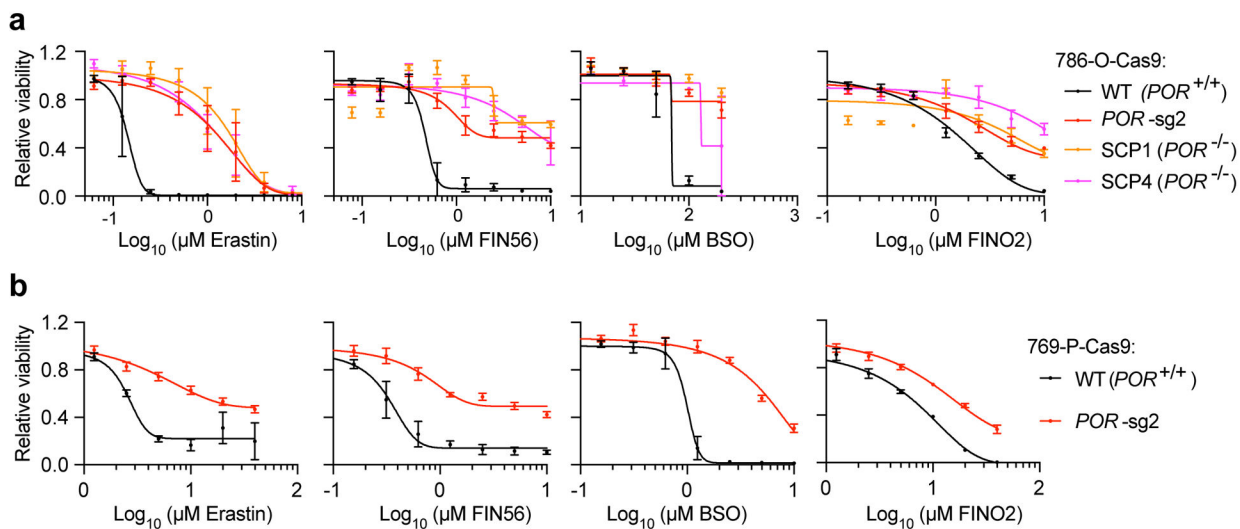 a
Relative viability
1.2
0.8
0.4
0.0
-1 0 1
Log10 (µM Erastin)
-1 0 1
Log10 (µM FIN56)
1 2 3
Log10 (µM BSO)
-1 0 1
Log10 (µM FINO2)
786-O-Cas9:
WT (POR+/+)
POR-sg2
SCP1 (POR-/-)
SCP4 (POR-/-)
b
Relative viability
1.2
0.8
0.4
0.0
0 1 2
Log10 (µM Erastin)
-1 0 1
Log10 (µM FIN56)
-1 0 1
Log10 (µM BSO)
0 1 2
Log10 (µM FINO2)
769-P-Cas9:
WT (POR+/+)
POR-sg2